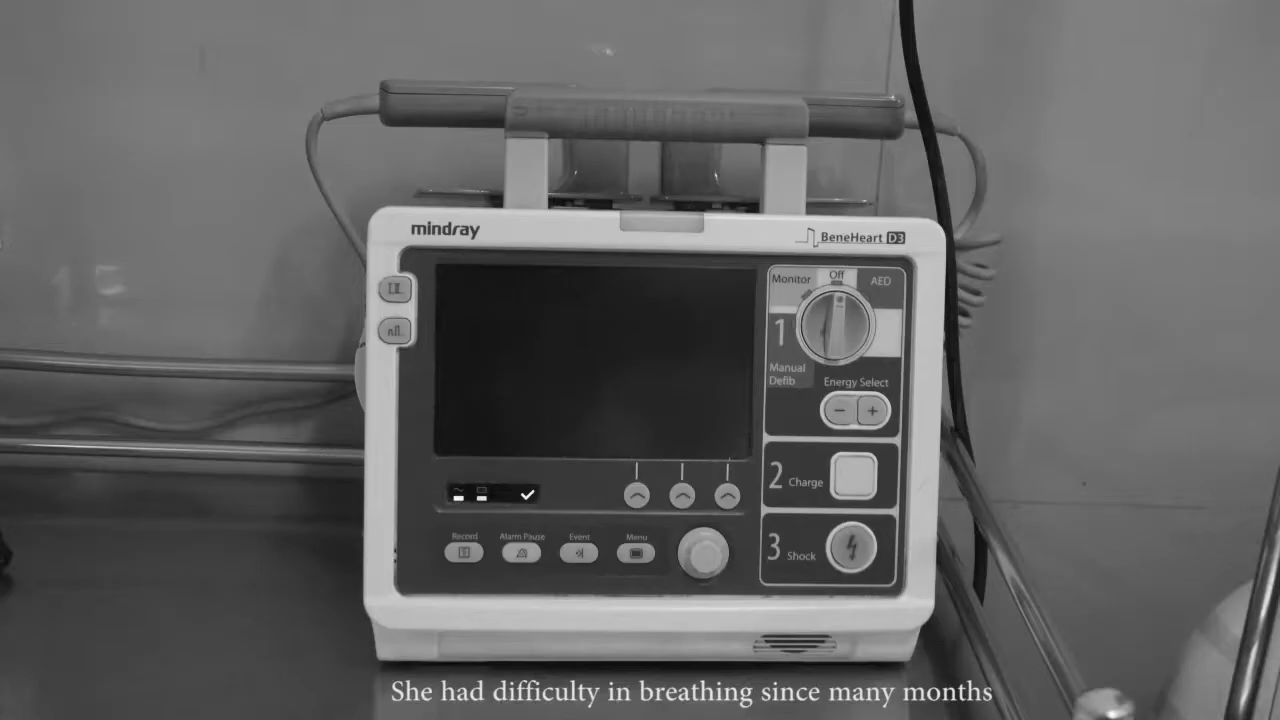 mindray
BeneHeart D3
Monitor
Off
AED
1
Manual
Defib
Energy Select
− +
2 Charge
3 Shock
Record
Alarm Pause
Event
Menu
She had difficulty in breathing since many months